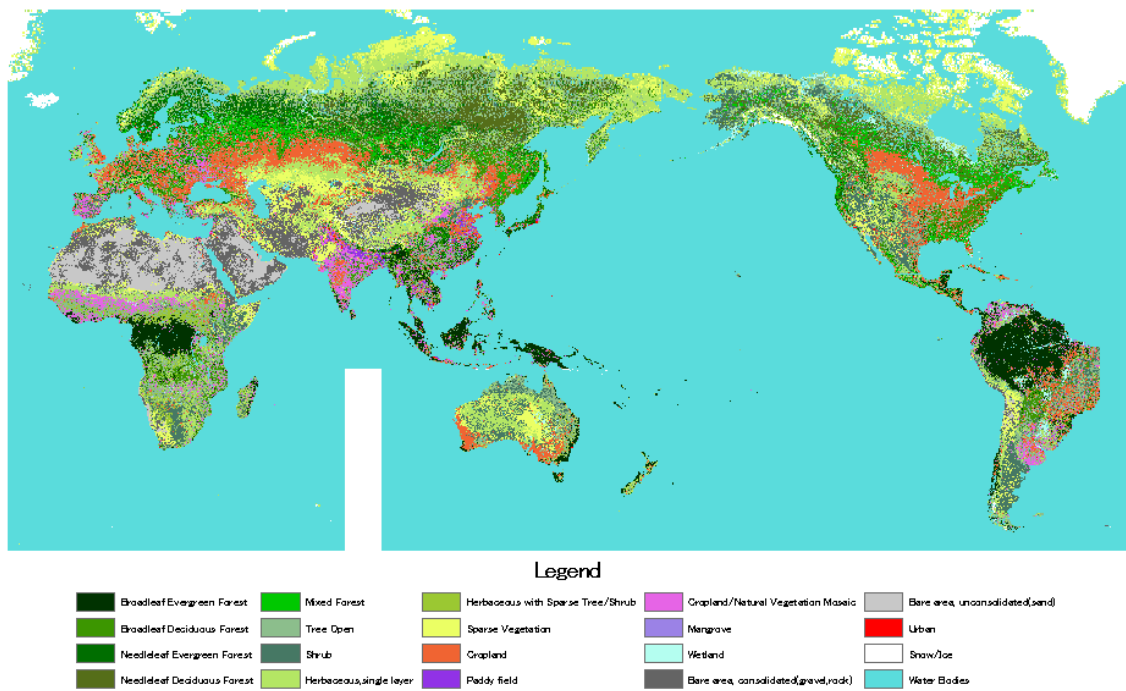 Legend
Broadleaf Evergreen Forest
Broadleaf Deciduous Forest
Needleleaf Evergreen Forest
Needleleaf Deciduous Forest
Mixed Forest
Tree Open
Shrub
Herbaceous,single layer
Herbaceous with Sparse Tree/Shrub
Sparse Vegetation
Cropland
Paddy field
Cropland/Natural Vegetation Mosaic
Mangrove
Wetland
Bare area, consalidated(gravel,rock)
Bare area, unconsalidated(sand)
Urban
Snow/Ice
Water Bodies